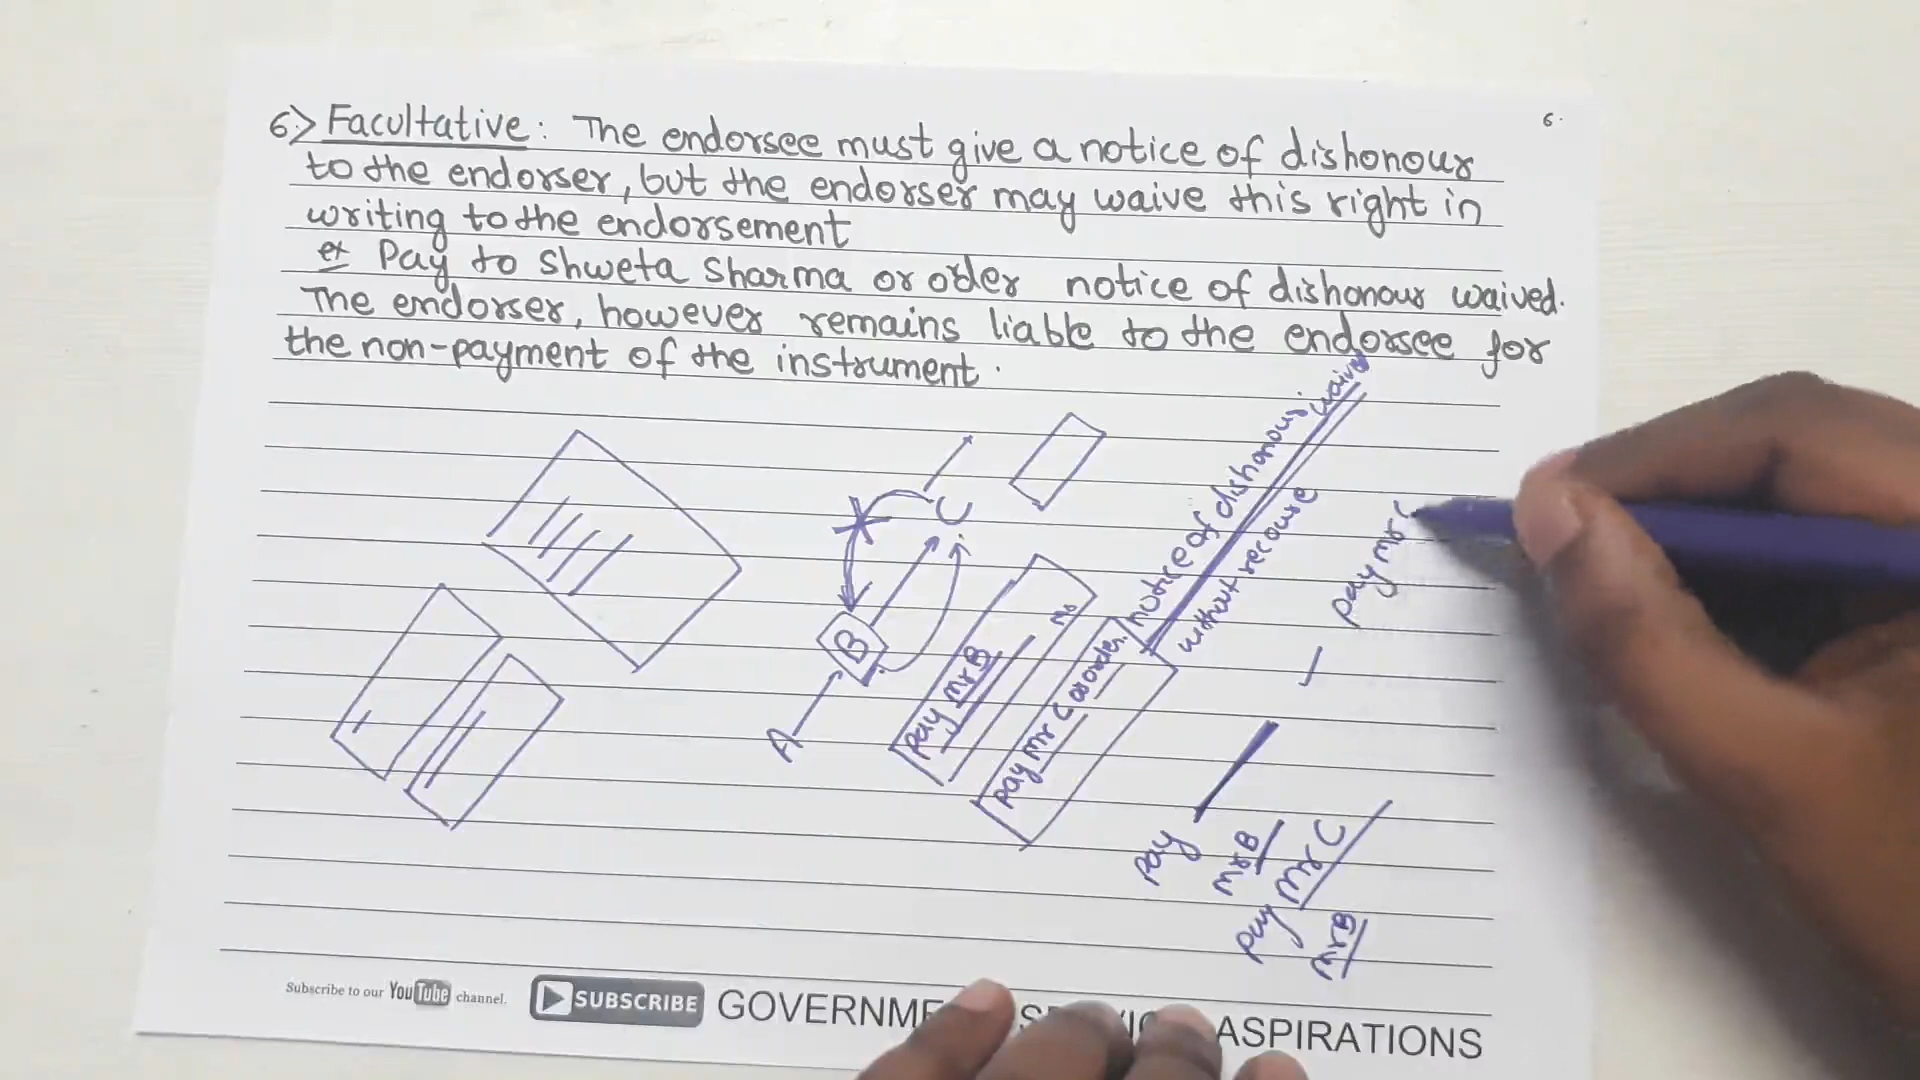 6.
6> Facultative : The endorsee must give a notice of dishonour
to the endorser, but the endorser may waive this right in
writing to the endorsement
ex Pay to Shweta Sharma or order notice of dishonour waived.
The endorser, however remains liable to the endorsee for
the non-payment of the instrument.
C
B
A
Pay Mr B
Pay Mr C or order. notice of dishonour
without recourse
pay Mr C
pay
Mr B
pay Mr C
Mr B
Subscribe to our YouTube channel.
SUBSCRIBE
ASPIRATIONS